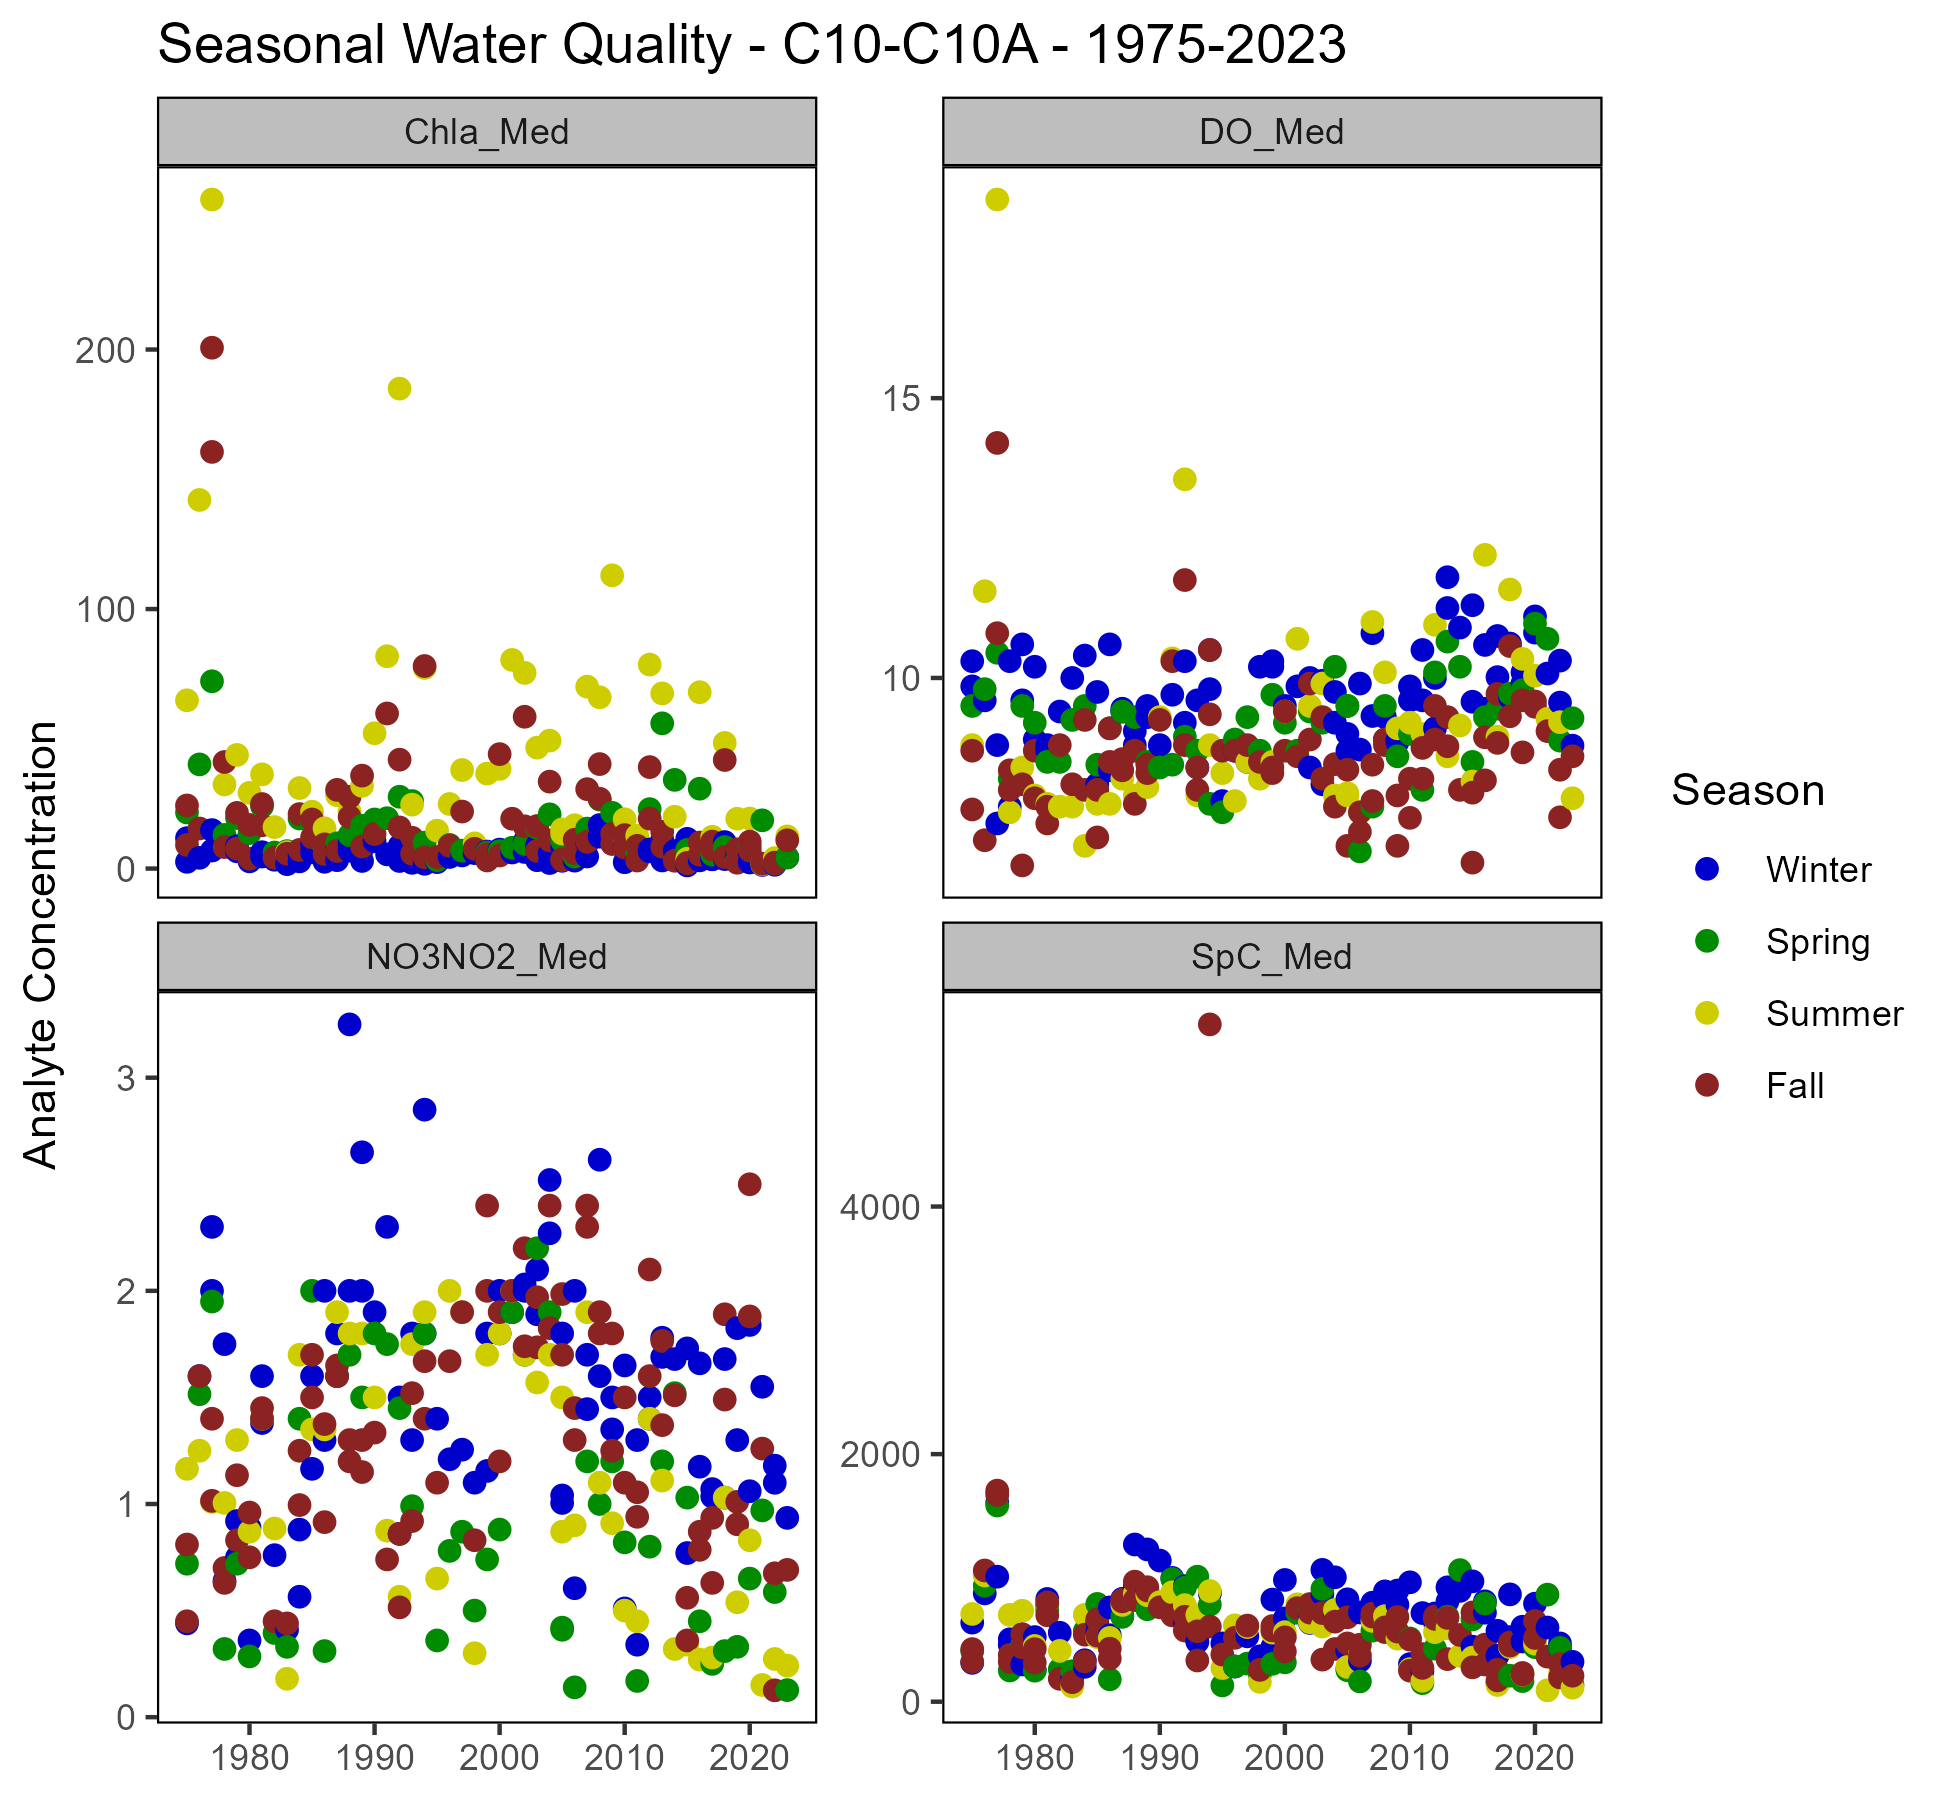 Seasonal Water Quality - C10-C10A - 1975-2023
Chla_Med
DO_Med
200
100
0
15
10
NO3NO2_Med
SpC_Med
3
2
1
0
4000
2000
0
1980 1990 2000 2010 2020
1980 1990 2000 2010 2020
Analyte Concentration
Season
Winter
Spring
Summer
Fall